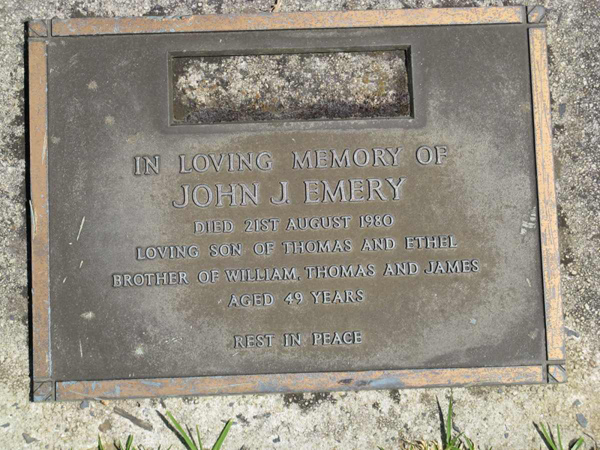 IN LOVING MEMORY OF
JOHN J. EMERY
DIED 21ST AUGUST 1980
LOVING SON OF THOMAS AND ETHEL
BROTHER OF WILLIAM, THOMAS AND JAMES
AGED 49 YEARS
REST IN PEACE